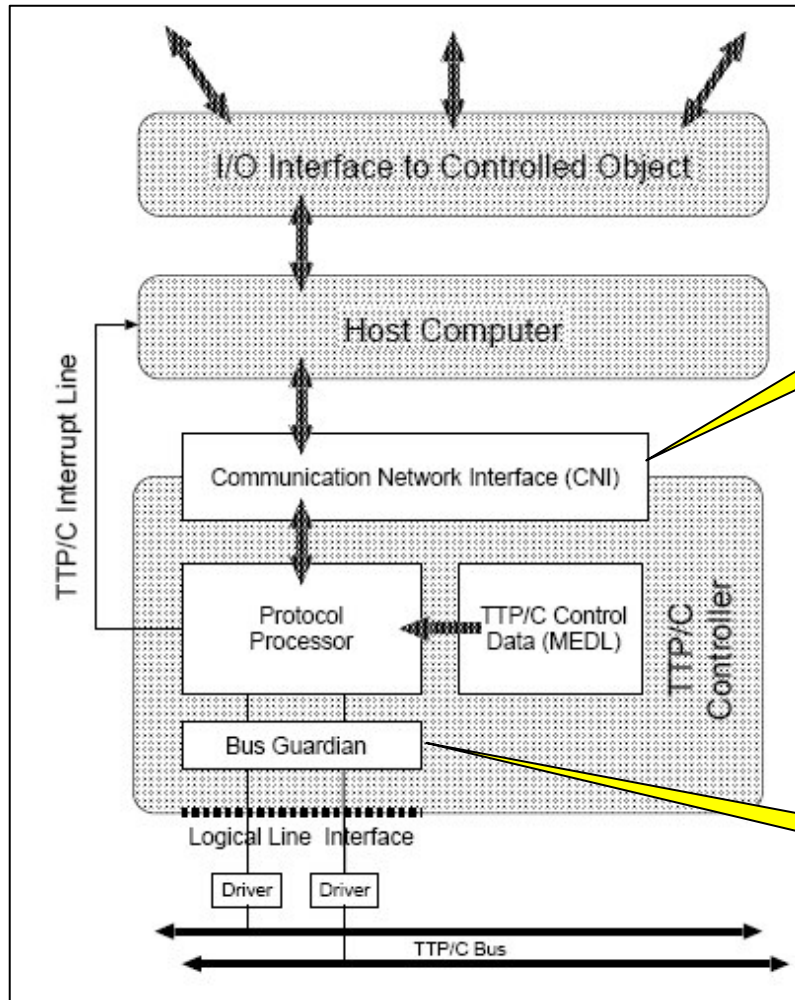 I/O Interface to Controlled Object
Host Computer
TTP/C Interrupt Line
Communication Network Interface (CNI)
Protocol
Processor
TTP/C Control
Data (MEDL)
TTP/C
Controller
Bus Guardian
Logical Line Interface
Driver
Driver
TTP/C Bus